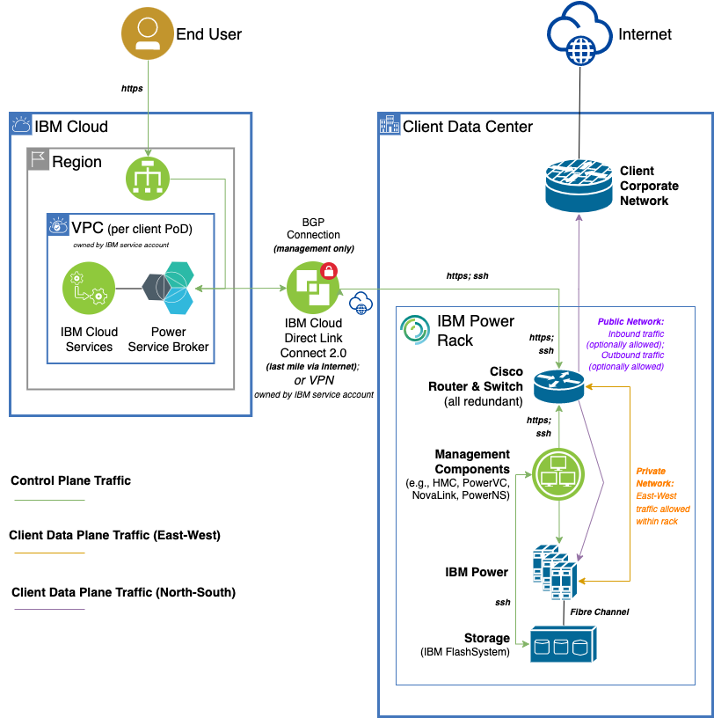 End User
Internet
https
IBM Cloud
Client Data Center
Region
Client
Corporate
Network
VPC (per client PoD)
owned by IBM service account
BGP
Connection
(management only)
https; ssh
IBM Cloud
Services
Power
Service Broker
IBM Cloud
Direct Link
Connect 2.0
(last mile via Internet);
or VPN
owned by IBM service account
IBM Power
Rack
Public Network:
Inbound traffic
(optionally allowed);
Outbound traffic
(optionally allowed)
https;
ssh
Cisco
Router & Switch
(all redundant)
https;
ssh
Management
Components
(e.g., HMC, PowerVC,
NovaLink, PowerNS)
Private
Network:
East-West
traffic allowed
within rack
Control Plane Traffic
Client Data Plane Traffic (East-West)
Client Data Plane Traffic (North-South)
IBM Power
ssh
Fibre Channel
Storage
(IBM FlashSystem)